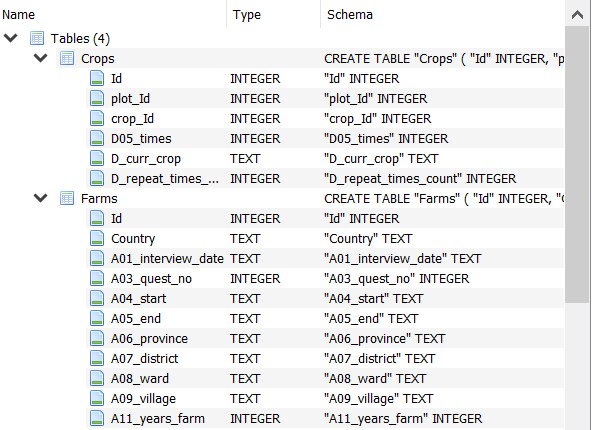 Name Type Schema
Tables (4)
Crops CREATE TABLE "Crops" ( "Id" INTEGER, "p
Id INTEGER "Id" INTEGER
plot_Id INTEGER "plot_Id" INTEGER
crop_Id INTEGER "crop_Id" INTEGER
D05_times INTEGER "D05_times" INTEGER
D_curr_crop TEXT "D_curr_crop" TEXT
D_repeat_times_... INTEGER "D_repeat_times_count" INTEGER
Farms CREATE TABLE "Farms" ( "Id" INTEGER, "C
Id INTEGER "Id" INTEGER
Country TEXT "Country" TEXT
A01_interview_date TEXT "A01_interview_date" TEXT
A03_quest_no INTEGER "A03_quest_no" INTEGER
A04_start TEXT "A04_start" TEXT
A05_end TEXT "A05_end" TEXT
A06_province TEXT "A06_province" TEXT
A07_district TEXT "A07_district" TEXT
A08_ward TEXT "A08_ward" TEXT
A09_village TEXT "A09_village" TEXT
A11_years_farm INTEGER "A11_years_farm" INTEGER